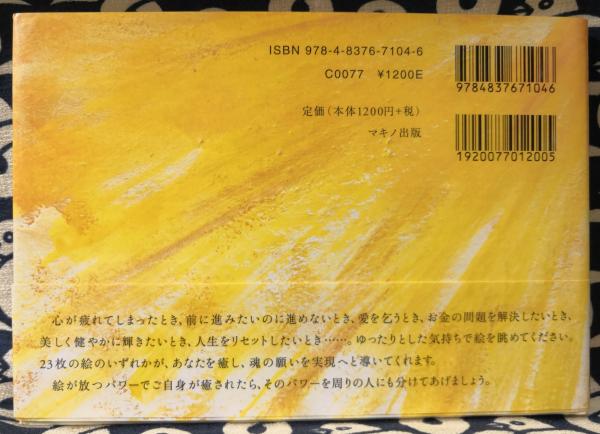 ISBN 978-4-8376-7104-6
C0077 ¥1200E
定価（本体1200円+税）
マキノ出版
9784837671046
1920077012005
心が疲れてしまったとき、前に進みたいのに進めないとき、愛を乞うとき、お金の問題を解決したいとき、
美しく健やかに輝きたいとき、人生をリセットしたいとき……。ゆったりとした気持ちで絵を眺めてください。
23枚の絵のいずれかが、あなたを癒し、魂の願いを実現へと導いてくれます。
絵が放つパワーでご自身が癒されたら、そのパワーを周りの人にも分けてあげましょう。